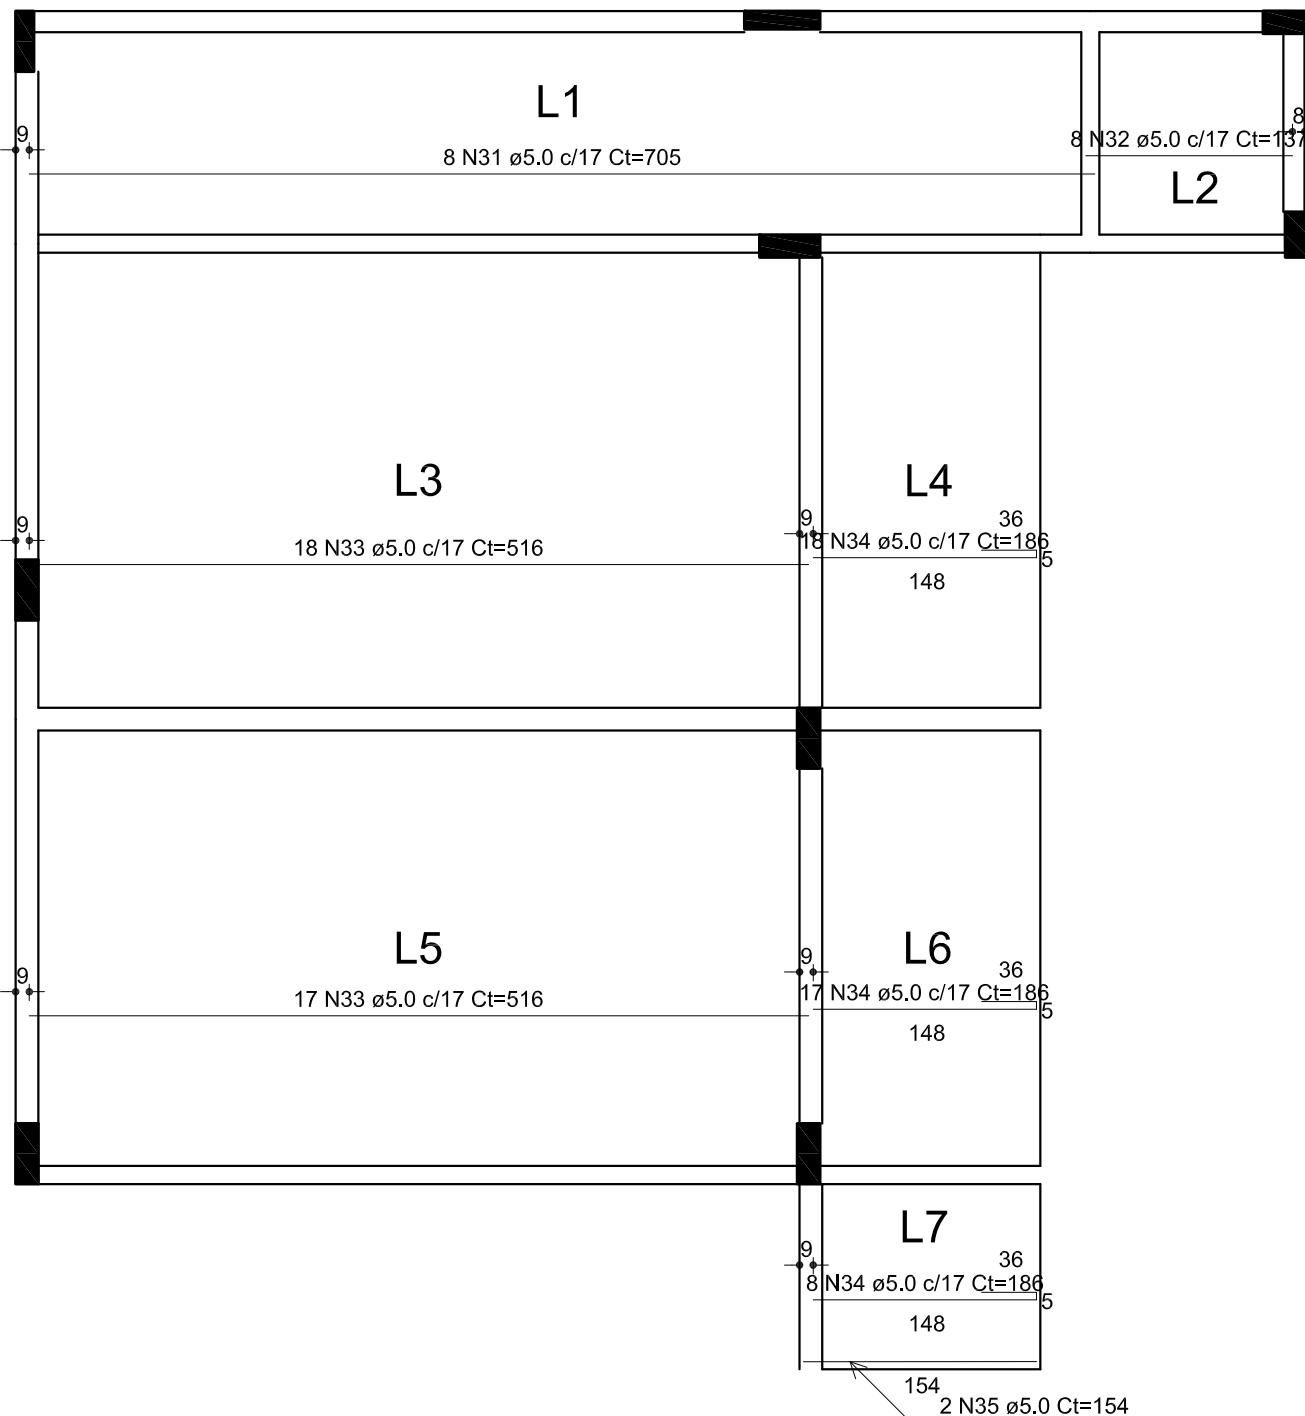 L1
9
8 N31 ø5.0 c/17 Ct=705
8
8 N32 ø5.0 c/17 Ct=137
L2
L3
9
18 N33 ø5.0 c/17 Ct=516
L4
9
36
18 N34 ø5.0 c/17 Ct=186
5
148
L5
9
17 N33 ø5.0 c/17 Ct=516
L6
9
36
17 N34 ø5.0 c/17 Ct=186
5
148
L7
9
36
8 N34 ø5.0 c/17 Ct=186
5
148
154
2 N35 ø5.0 Ct=154